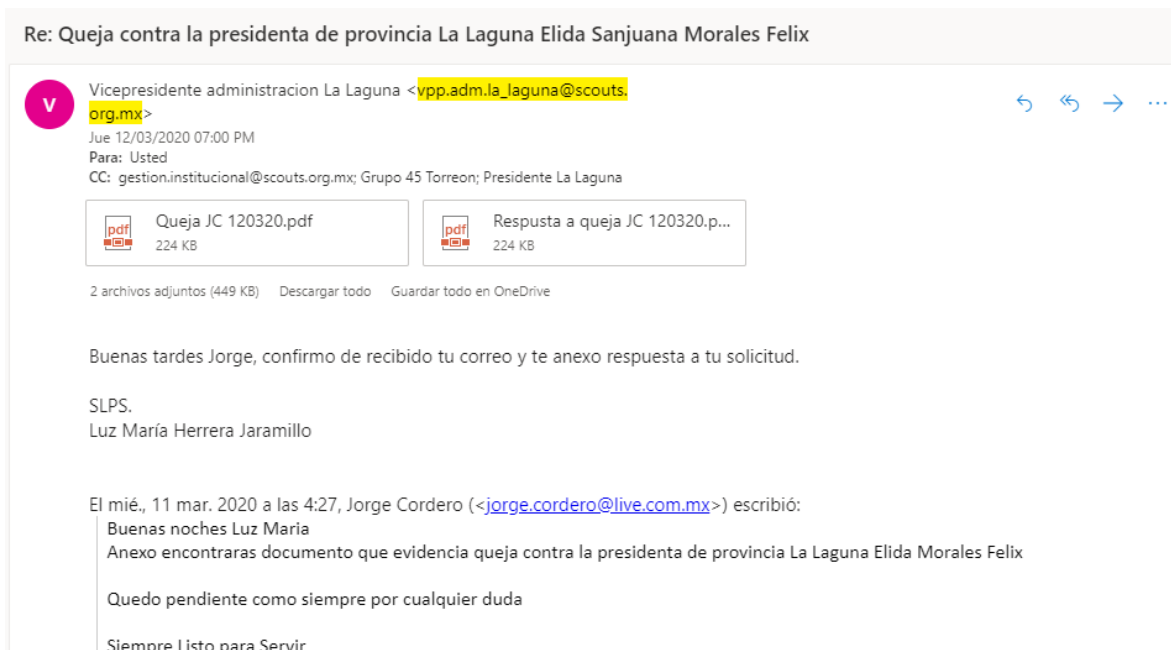 Re: Queja contra la presidenta de provincia La Laguna Elida Sanjuana Morales Felix
V
Vicepresidente administracion La Laguna <vpp.adm.la_laguna@scouts.
org.mx>
Jue 12/03/2020 07:00 PM
Para: Usted
CC: gestion.institucional@scouts.org.mx; Grupo 45 Torreon; Presidente La Laguna
pdf
Queja JC 120320.pdf
224 KB
pdf
Respusta a queja JC 120320.p...
224 KB
2 archivos adjuntos (449 KB) Descargar todo Guardar todo en OneDrive
Buenas tardes Jorge, confirmo de recibido tu correo y te anexo respuesta a tu solicitud.
SLPS.
Luz María Herrera Jaramillo
El mié., 11 mar. 2020 a las 4:27, Jorge Cordero (<jorge.cordero@live.com.mx>) escribió:
Buenas noches Luz Maria
Anexo encontraras documento que evidencia queja contra la presidenta de provincia La Laguna Elida Morales Felix
Quedo pendiente como siempre por cualquier duda
Siempre Listo para Servir